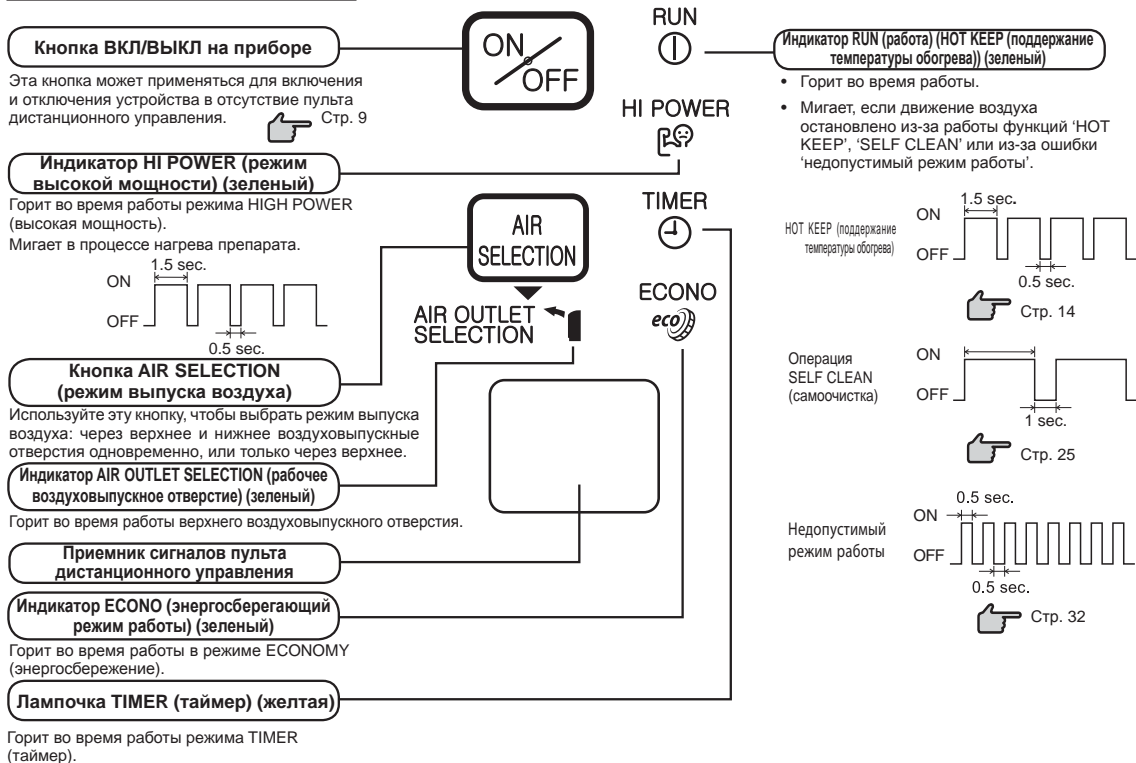 Кнопка ВКЛ/ВЫКЛ на приборе
Эта кнопка может применяться для включения
и отключения устройства в отсутствие пульта
дистанционного управления.
Стр. 9
Индикатор HI POWER (режим
высокой мощности) (зеленый)
Горит во время работы режима HIGH POWER
(высокая мощность).
Мигает в процессе нагрева препарата.
1.5 sec.
ON
OFF
0.5 sec.
Кнопка AIR SELECTION
(режим выпуска воздуха)
Используйте эту кнопку, чтобы выбрать режим выпуска
воздуха: через верхнее и нижнее воздуховыпускные
отверстия одновременно, или только через верхнее.
Индикатор AIR OUTLET SELECTION (рабочее
воздуховыпускное отверстие) (зеленый)
Горит во время работы верхнего воздуховыпускного отверстия.
Приемник сигналов пульта
дистанционного управления
Индикатор ECONO (энергосберегающий
режим работы) (зеленый)
Горит во время работы в режиме ECONOMY
(энергосбережение).
Лампочка TIMER (таймер) (желтая)
Горит во время работы режима TIMER
(таймер).
ON
OFF
RUN
HI POWER
AIR
SELECTION
TIMER
AIR OUTLET
SELECTION
ECONO
eco
Индикатор RUN (работа) (HOT KEEP (поддержание
температуры обогрева)) (зеленый)
• Горит во время работы.
• Мигает, если движение воздуха
остановлено из-за работы функций ‘HOT
KEEP’, ‘SELF CLEAN’ или из-за ошибки
‘недопустимый режим работы’.
HOT KEEP (поддержание
температуры обогрева)
1.5 sec.
ON
OFF
0.5 sec.
Стр. 14
Операция
SELF CLEAN
(самоочистка)
ON
OFF
1 sec.
Стр. 25
Недопустимый
режим работы
0.5 sec.
ON
OFF
0.5 sec.
Стр. 32